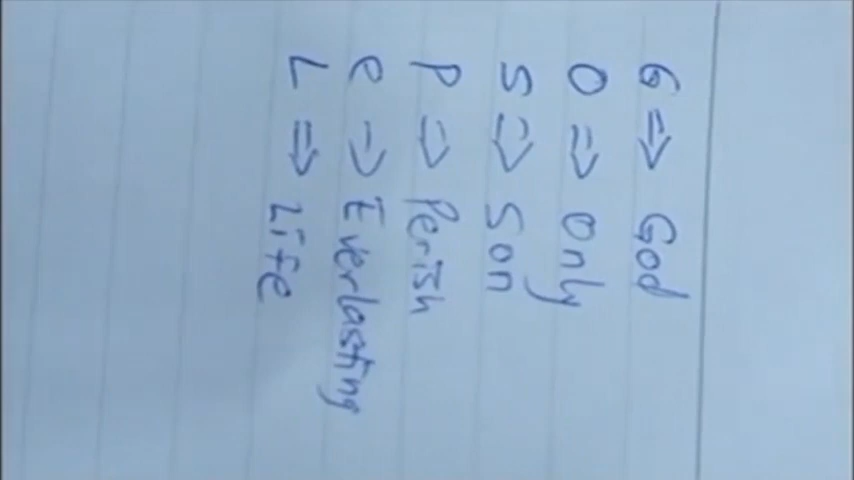 G ⇒ God
O ⇒ Only
S ⇒ Son
P ⇒ Perish
e ⇒ Everlasting
L ⇒ Life